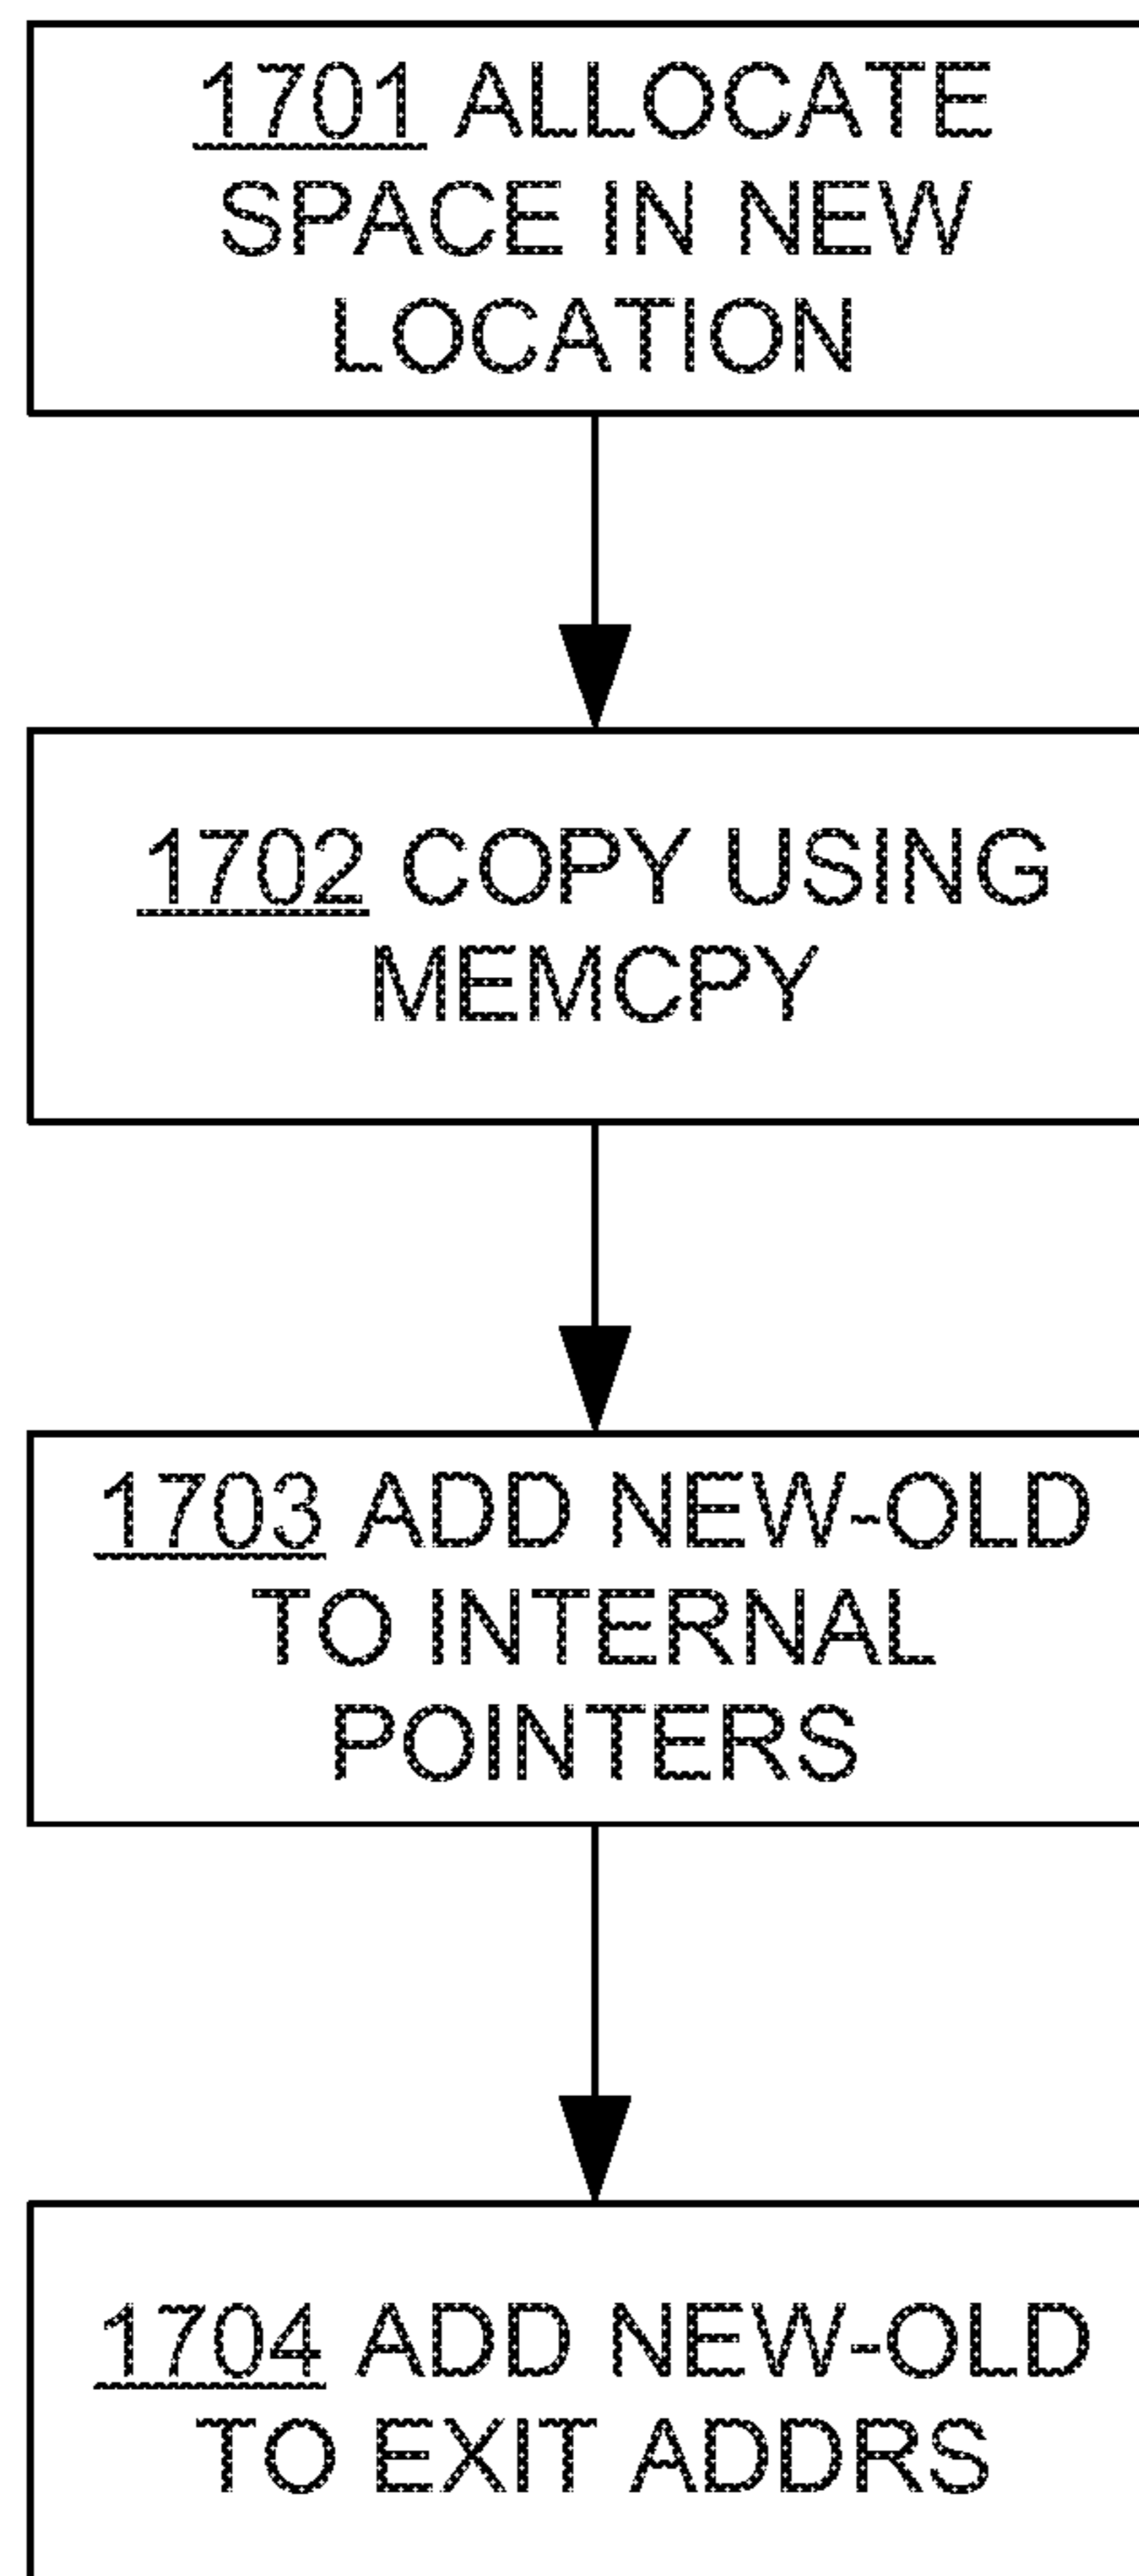 1701 ALLOCATE
SPACE IN NEW
LOCATION
1702 COPY USING
MEMCPY
1703 ADD NEW-OLD
TO INTERNAL
POINTERS
1704 ADD NEW-OLD
TO EXIT ADDRS